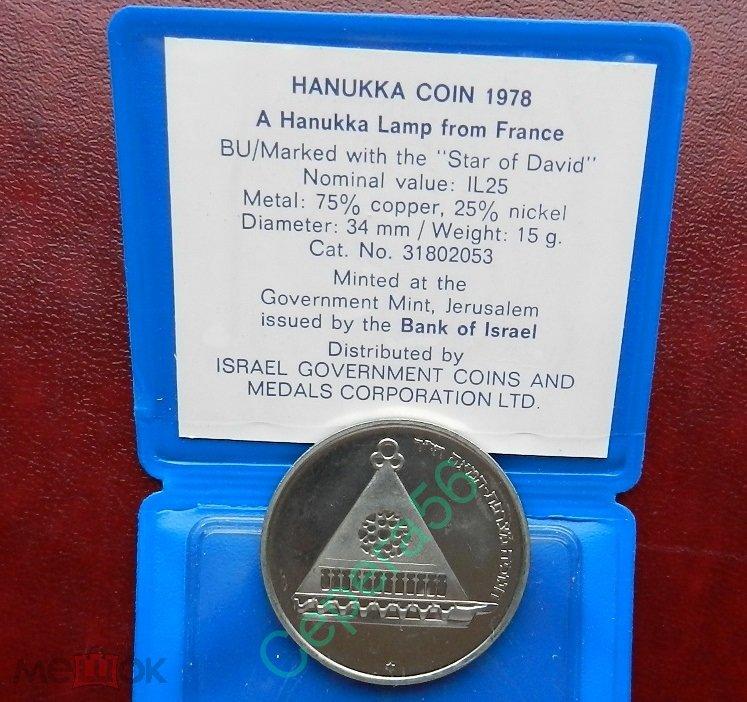 HANUKKA COIN 1978
A Hanukka Lamp from France
BU/Marked with the "Star of David"
Nominal value: IL25
Metal: 75% copper, 25% nickel
Diameter: 34 mm / Weight: 15 g.
Cat. No. 31802053
Minted at the
Government Mint, Jerusalem
issued by the Bank of Israel
Distributed by
ISRAEL GOVERNMENT COINS AND
MEDALS CORPORATION LTD.
Серега56
мешок